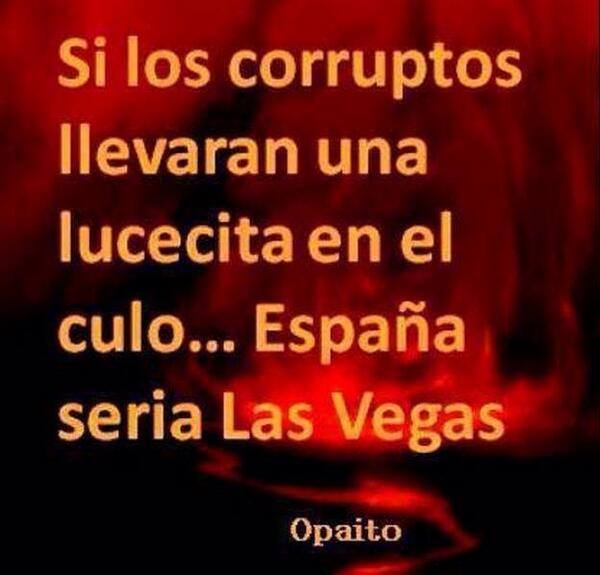 Si los corruptos
llevaran una
lucecita en el
culo... España
seria Las Vegas
Opaito